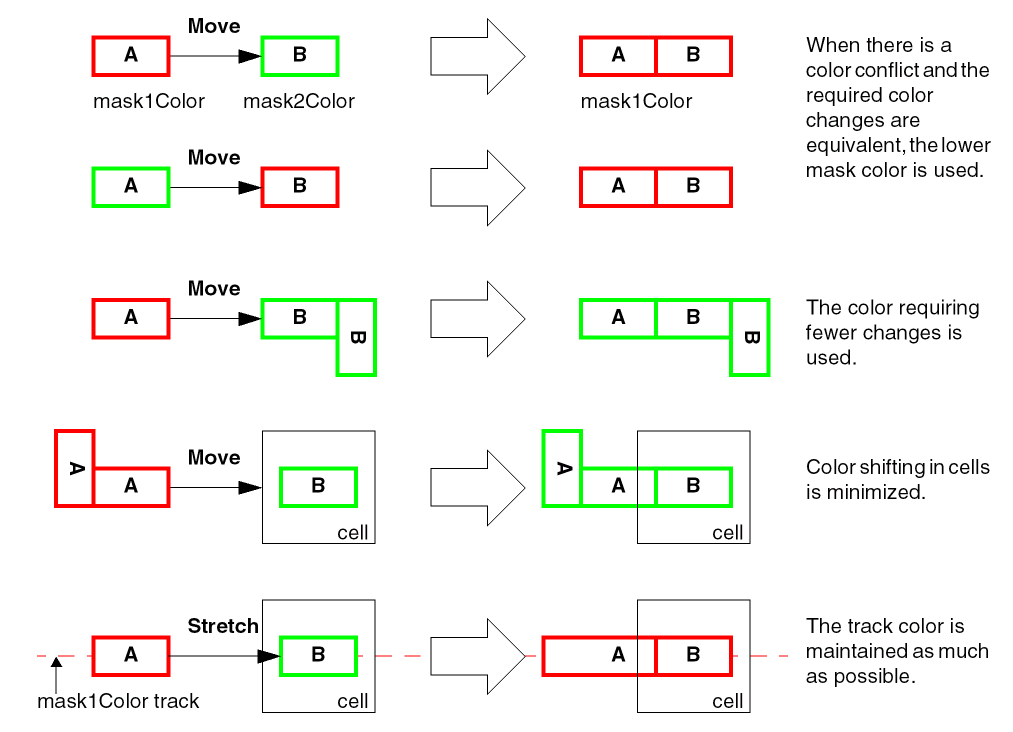 Move
A
B
A
B
mask1Color
mask2Color
mask1Color
When there is a
color conflict and the
required color
changes are
equivalent, the lower
mask color is used.
Move
A
B
A
B
Move
A
B
B
A
B
B
The color requiring
fewer changes is
used.
A
A
Move
B
cell
A
A
B
cell
Color shifting in cells
is minimized.
Stretch
A
B
cell
mask1Color track
A
B
cell
The track color is
maintained as much
as possible.